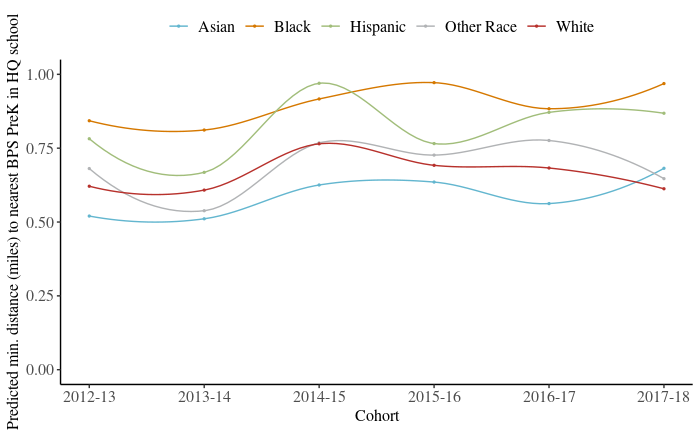 Asian Black Hispanic Other Race White
Predicted min. distance (miles) to nearest BPS PreK in HQ school
1.00
0.75
0.50
0.25
0.00
2012-13 2013-14 2014-15 2015-16 2016-17 2017-18
Cohort